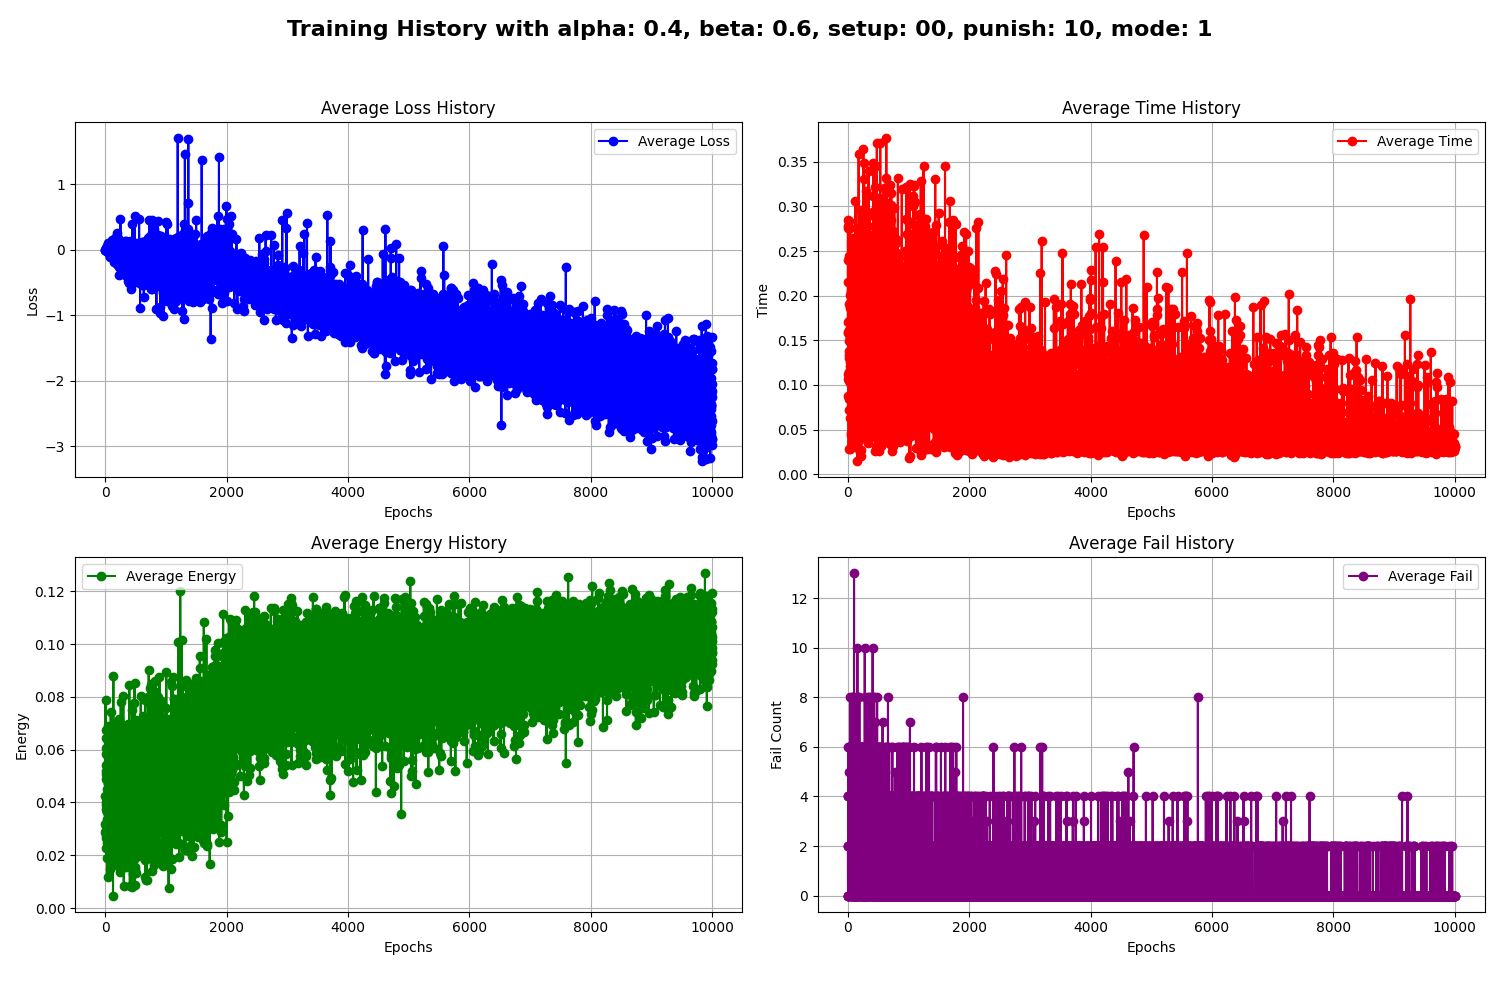 Training History with alpha: 0.4, beta: 0.6, setup: 00, punish: 10, mode: 1
Average Loss History
Average Loss
1
0
−1
−2
−3
Loss
0 2000 4000 6000 8000 10000
Epochs
Average Time History
Average Time
0.35
0.30
0.25
0.20
0.15
0.10
0.05
0.00
Time
0 2000 4000 6000 8000 10000
Epochs
Average Energy History
Average Energy
0.12
0.10
0.08
0.06
0.04
0.02
0.00
Energy
0 2000 4000 6000 8000 10000
Epochs
Average Fail History
Average Fail
12
10
8
6
4
2
0
Fail Count
0 2000 4000 6000 8000 10000
Epochs